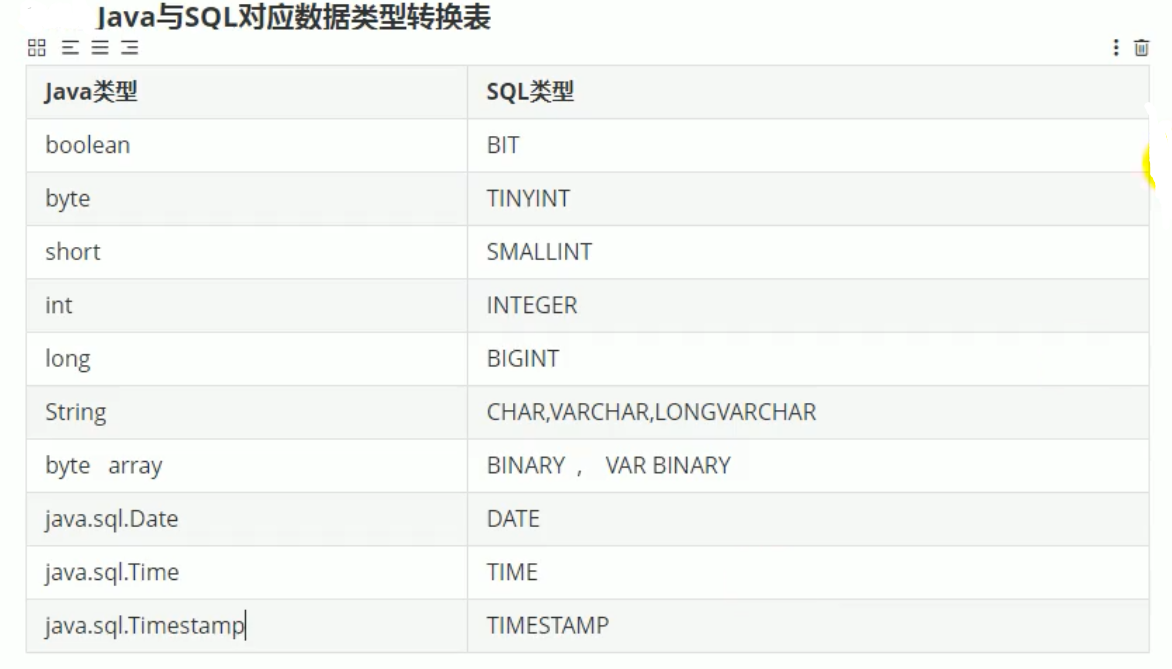 Java与SQL对应数据类型转换表
Java类型 SQL类型
boolean BIT
byte TINYINT
short SMALLINT
int INTEGER
long BIGINT
String CHAR,VARCHAR,LONGVARCHAR
byte array BINARY , VAR BINARY
java.sql.Date DATE
java.sql.Time TIME
java.sql.Timestamp TIMESTAMP